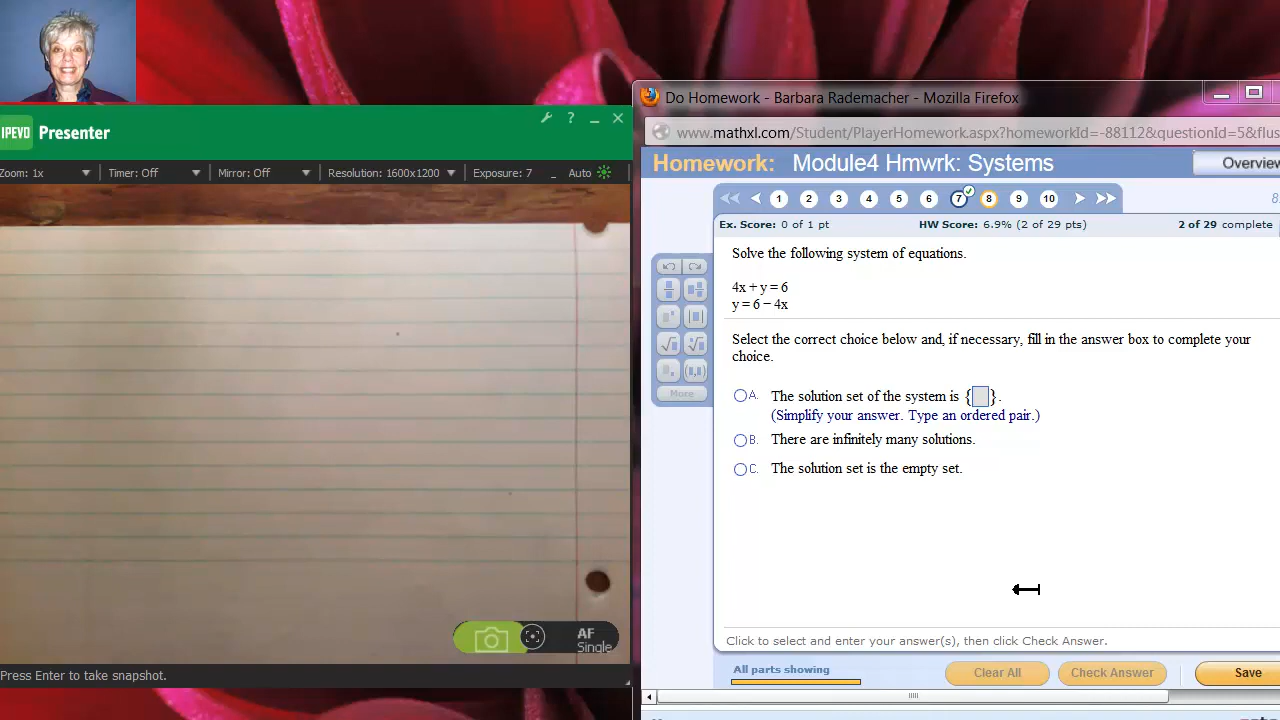 IPEVO Presenter
Zoom: 1x Timer: Off Mirror: Off Resolution: 1600x1200 Exposure: 7 Auto
AF
Single
Press Enter to take snapshot.
Do Homework - Barbara Rademacher - Mozilla Firefox
www.mathxl.com/Student/PlayerHomework.aspx?homeworkId=-88112&questionId=5&flus
Homework: Module4 Hmwrk: Systems Overview
1 2 3 4 5 6 7 8 9 10
Ex. Score: 0 of 1 pt HW Score: 6.9% (2 of 29 pts) 2 of 29 complete
Solve the following system of equations.
4x + y = 6
y = 6 − 4x
Select the correct choice below and, if necessary, fill in the answer box to complete your
choice.
A. The solution set of the system is { }.
(Simplify your answer. Type an ordered pair.)
B. There are infinitely many solutions.
C. The solution set is the empty set.
More
Click to select and enter your answer(s), then click Check Answer.
All parts showing Clear All Check Answer Save